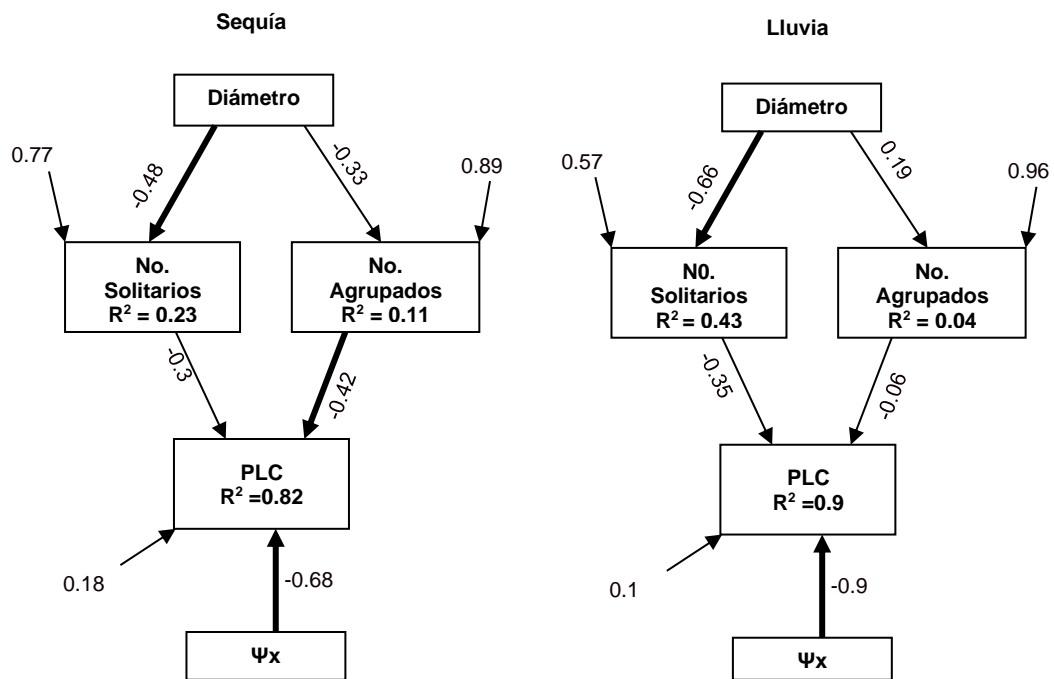 Sequía
Diámetro
0.77
-0.48
-0.33
0.89
No.
Solitarios
R² = 0.23
No.
Agrupados
R² = 0.11
-0.3
-0.42
PLC
R² =0.82
0.18
-0.68
Ψx
Lluvia
Diámetro
0.57
-0.66
0.19
0.96
N0.
Solitarios
R² = 0.43
No.
Agrupados
R² = 0.04
-0.35
-0.06
PLC
R² =0.9
0.1
-0.9
Ψx